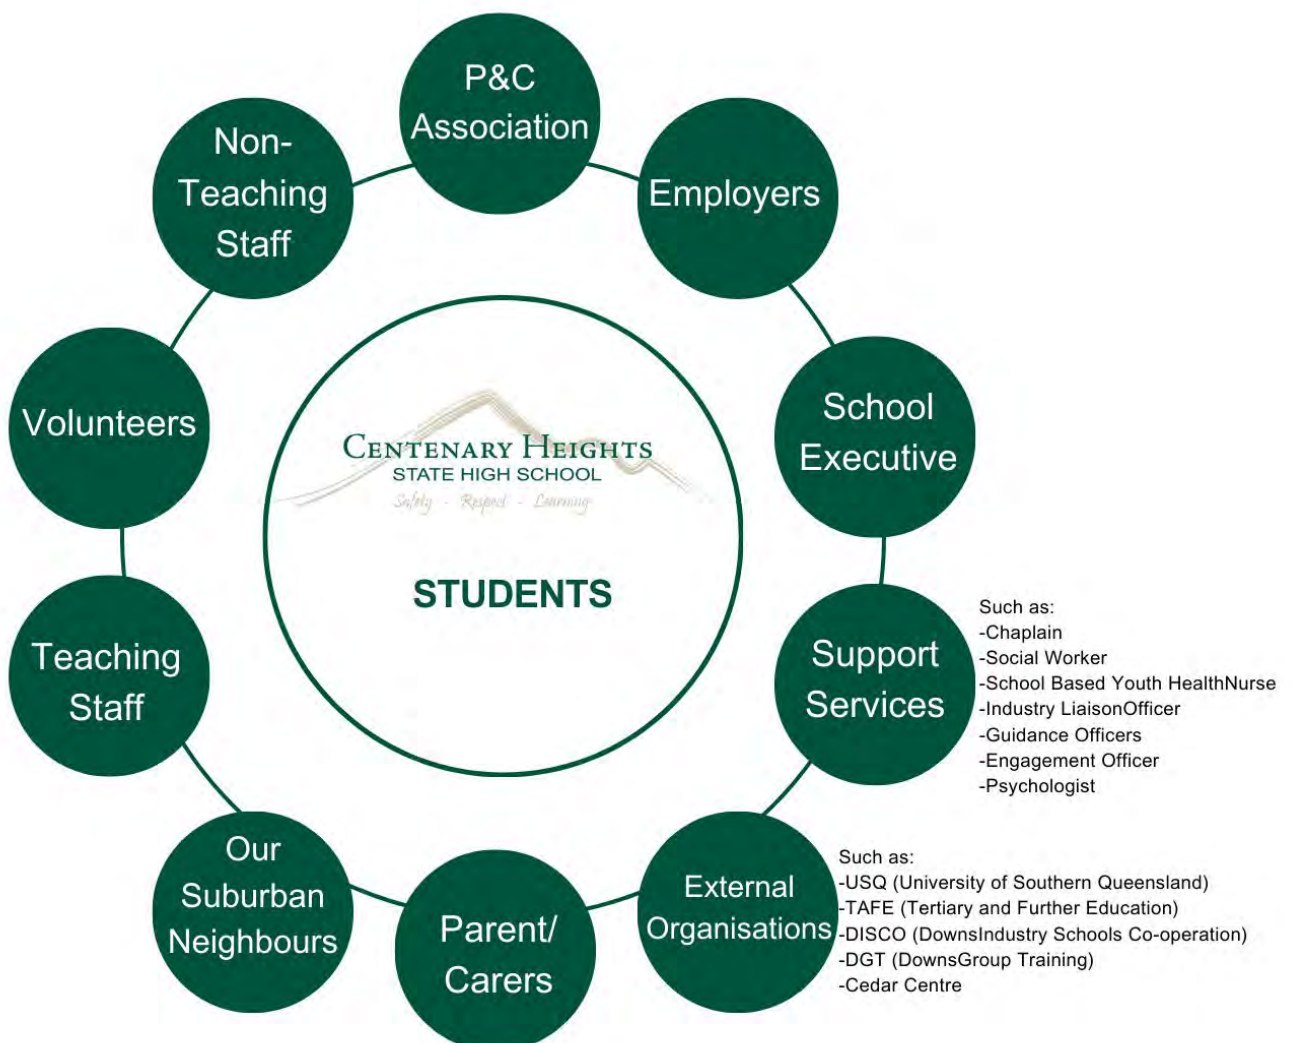 P&C
Association
Employers
School
Executive
Support
Services
Such as:
-Chaplain
-Social Worker
-School Based Youth HealthNurse
-Industry LiaisonOfficer
-Guidance Officers
-Engagement Officer
-Psychologist
External
Organisations
Such as:
-USQ (University of Southern Queensland)
-TAFE (Tertiary and Further Education)
-DISCO (DownsIndustry Schools Co-operation)
-DGT (DownsGroup Training)
-Cedar Centre
Parent/
Carers
Our
Suburban
Neighbours
Teaching
Staff
Volunteers
Non-
Teaching
Staff
CENTENARY HEIGHTS
STATE HIGH SCHOOL
Safety - Respect - Learning
STUDENTS